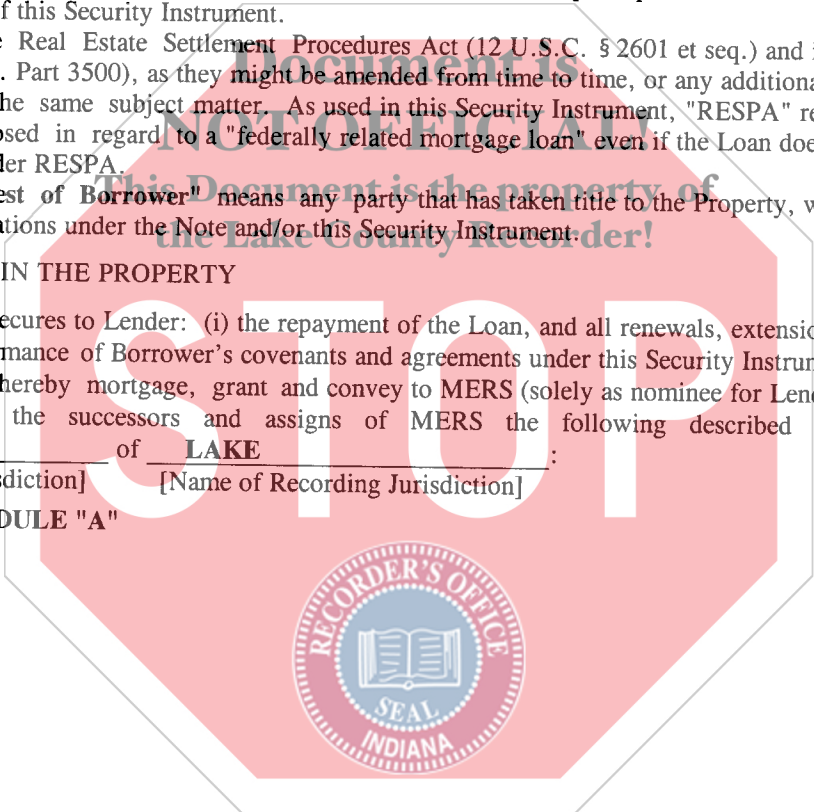 f this Security Instrument.
Real Estate Settlement Procedures Act (12 U.S.C. § 2601 et seq.) and
. Part 3500), as they might be amended from time to time, or any additiona
he same subject matter. As used in this Security Instrument, "RESPA" re
osed in regard to a "federally related mortgage loan" even if the Loan doe
der RESPA.
est of Borrower" means any party that has taken title to the Property, w
ations under the Note and/or this Security Instrument.
Document is
NOT OFFICIAL!
This Document is the property of
the Lake County Recorder!
IN THE PROPERTY
ecures to Lender: (i) the repayment of the Loan, and all renewals, extensio
mance of Borrower's covenants and agreements under this Security Instrum
hereby mortgage, grant and convey to MERS (solely as nominee for Lend
the successors and assigns of MERS the following described
of LAKE :
sdiction] [Name of Recording Jurisdiction]
DULE "A"
STOP
RECORDER'S OFFICE
SEAL
INDIANA